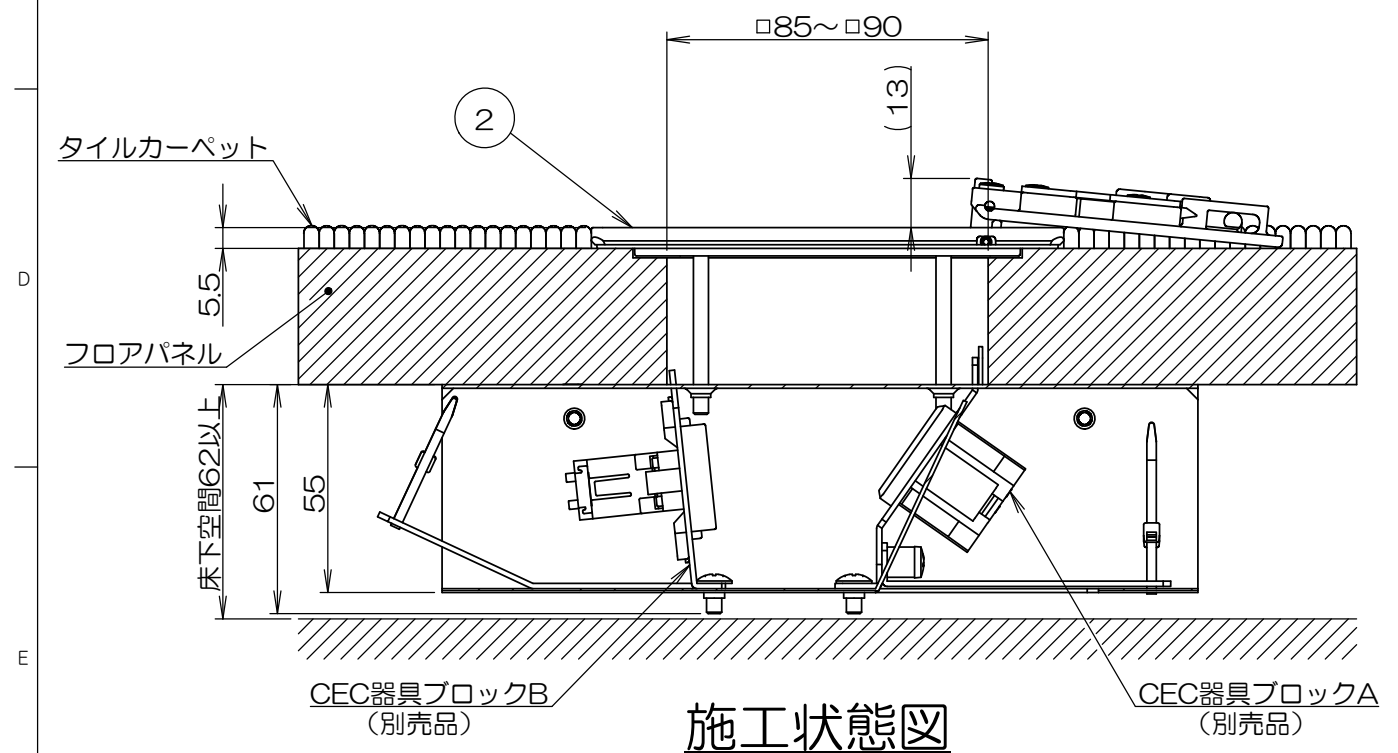 □85～□90
(13)
2
タイルカーペット
D
5.5
フロアパネル
床下空間62以上
61
55
E
CEC器具ブロックB
（別売品）
CEC器具ブロックA
（別売品）
施工状態図